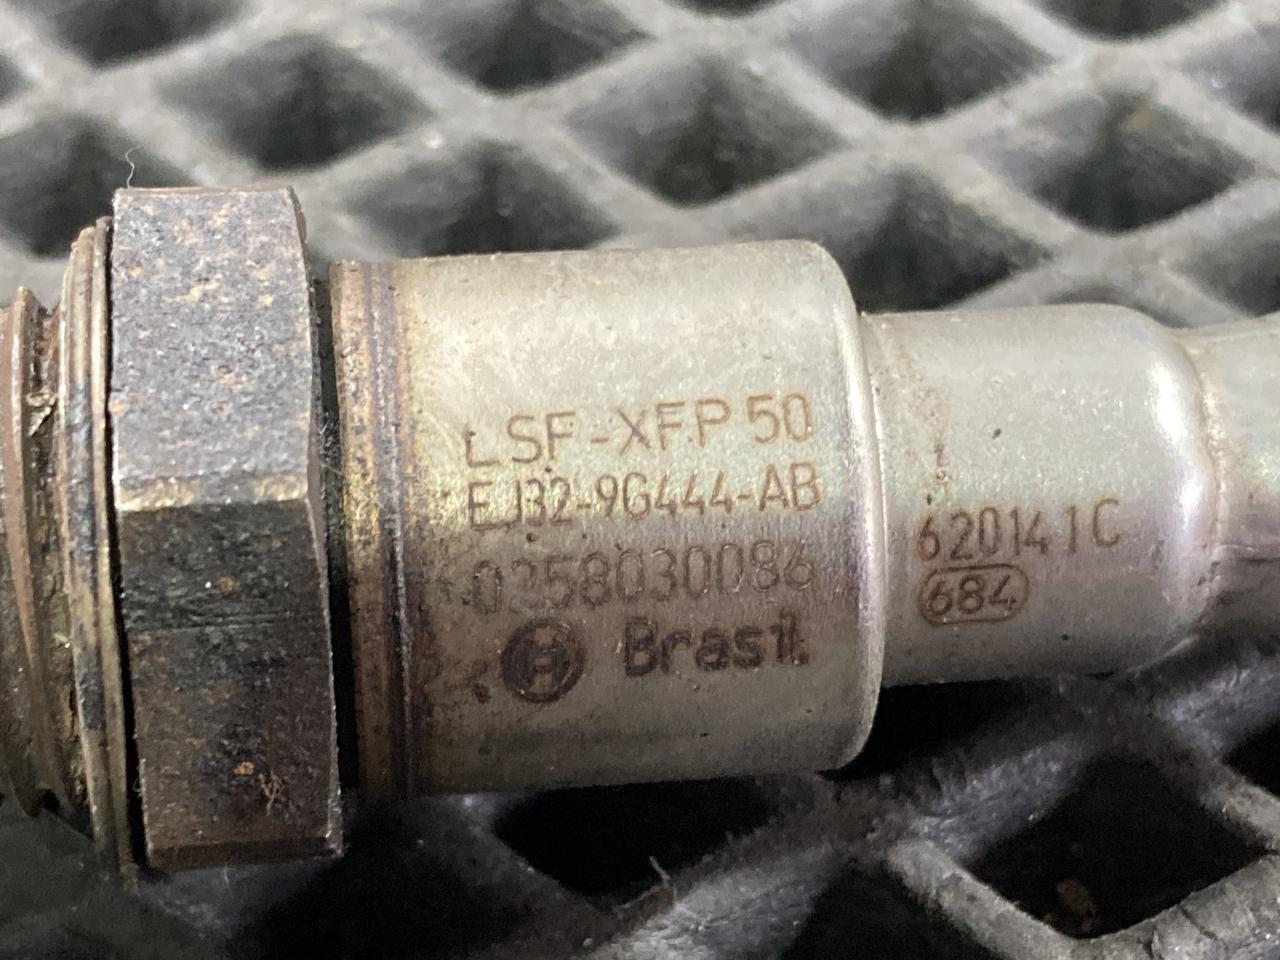 LSF-XFP50
EJ32-9G444-AB
0258030086
Brasil
620141C
684